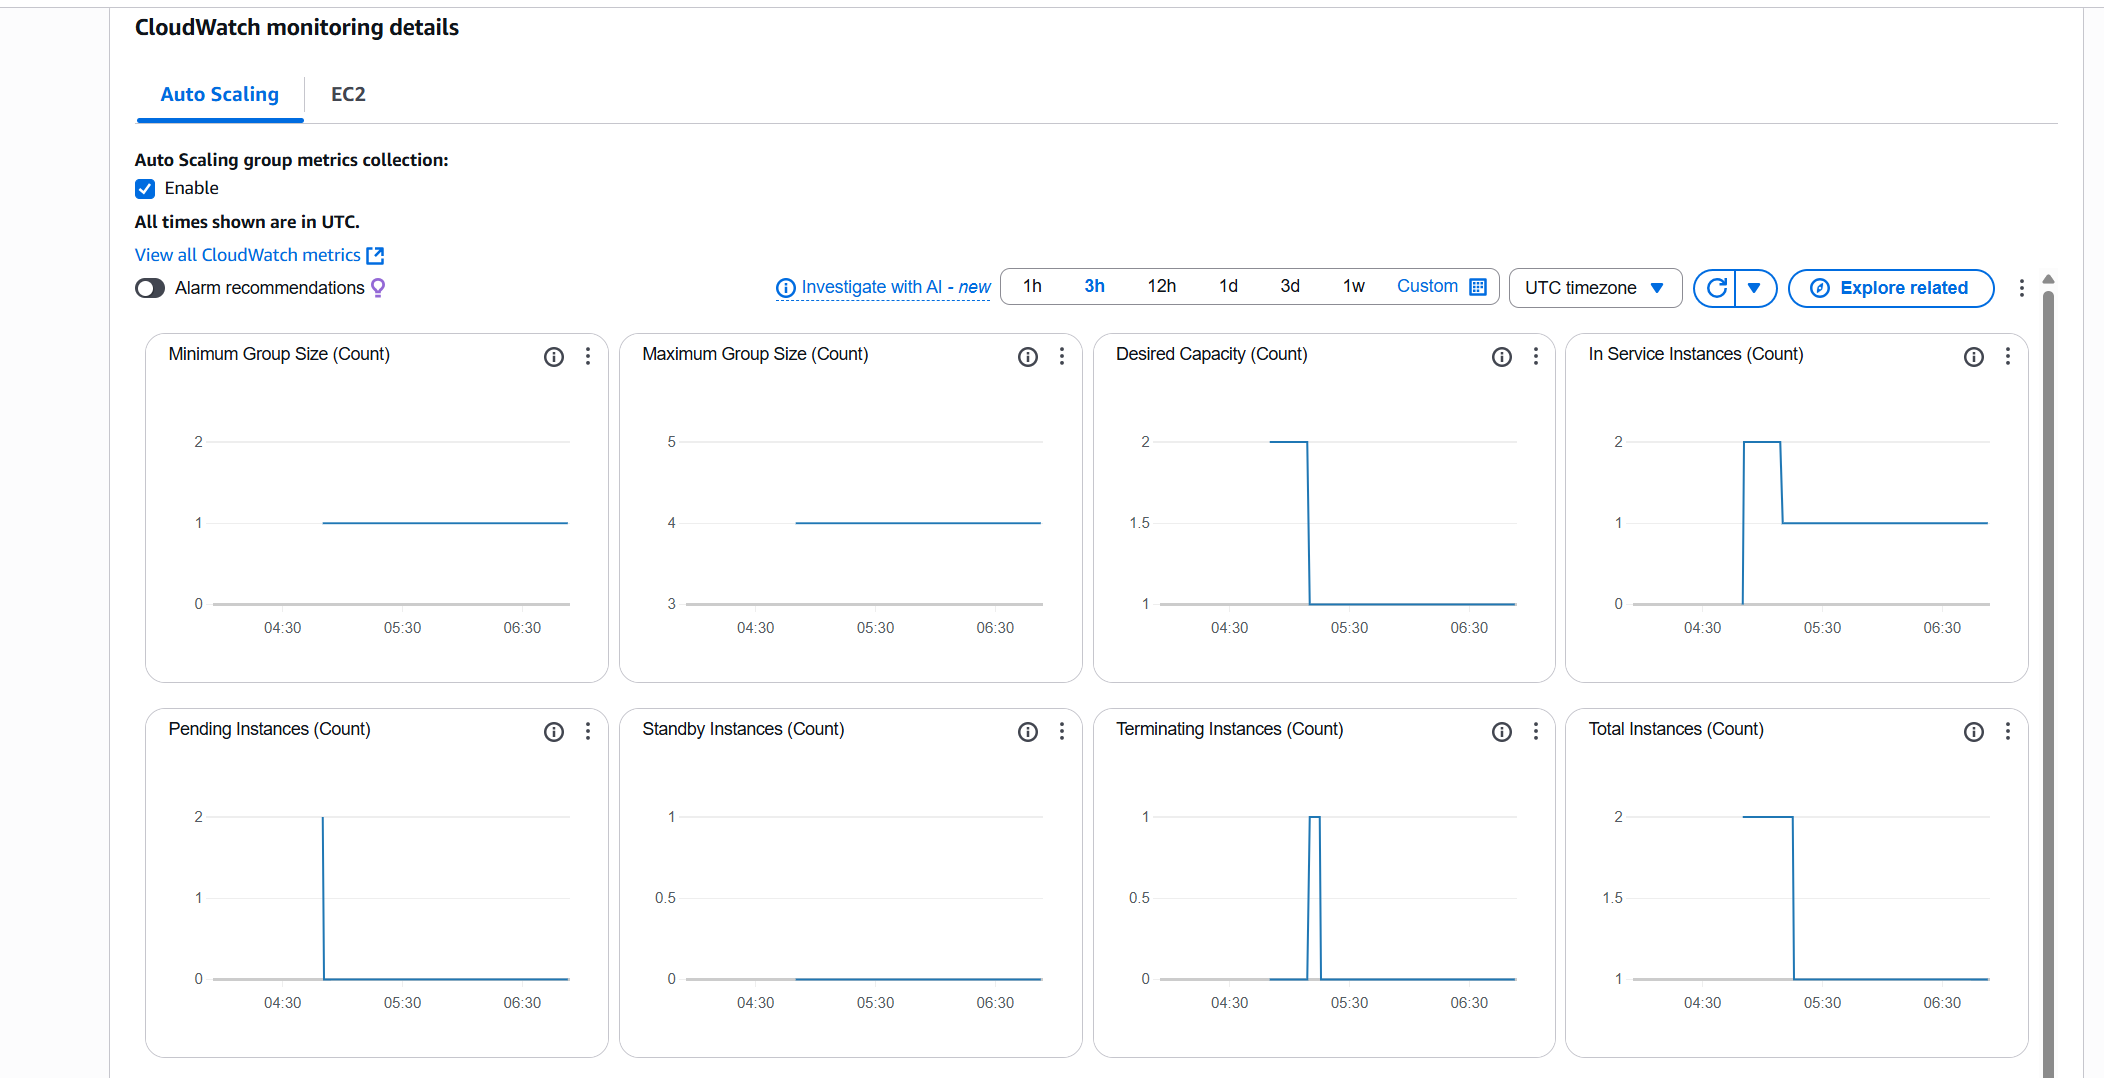 CloudWatch monitoring details
Auto Scaling
EC2
Auto Scaling group metrics collection:
Enable
All times shown are in UTC.
View all CloudWatch metrics
Alarm recommendations
Investigate with AI - new
1h 3h 12h 1d 3d 1w Custom
UTC timezone
Explore related
Minimum Group Size (Count)
2
1
0
04:30 05:30 06:30
Maximum Group Size (Count)
5
4
3
04:30 05:30 06:30
Desired Capacity (Count)
2
1.5
1
04:30 05:30 06:30
In Service Instances (Count)
2
1
0
04:30 05:30 06:30
Pending Instances (Count)
2
1
0
04:30 05:30 06:30
Standby Instances (Count)
1
0.5
0
04:30 05:30 06:30
Terminating Instances (Count)
1
0.5
0
04:30 05:30 06:30
Total Instances (Count)
2
1.5
1
04:30 05:30 06:30